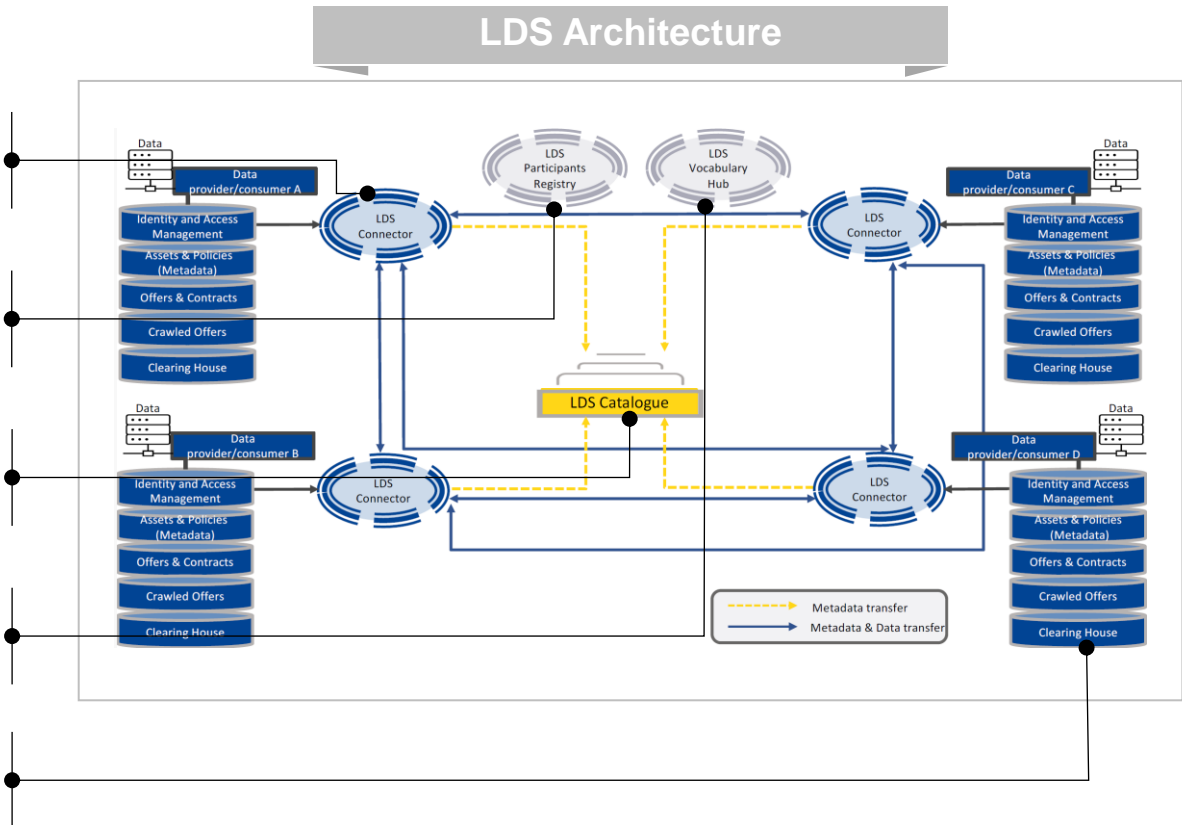 LDS Architecture
Data
Data
provider/consumer A
Identity and Access
Management
Assets & Policies
(Metadata)
Offers & Contracts
Crawled Offers
Clearing House
LDS
Connector
LDS
Participants
Registry
LDS
Vocabulary
Hub
LDS
Connector
Data
Data
provider/consumer C
Identity and Access
Management
Assets & Policies
(Metadata)
Offers & Contracts
Crawled Offers
Clearing House
LDS Catalogue
Data
Data
provider/consumer B
Identity and Access
Management
Assets & Policies
(Metadata)
Offers & Contracts
Crawled Offers
Clearing House
LDS
Connector
LDS
Connector
Data
Data
provider/consumer D
Identity and Access
Management
Assets & Policies
(Metadata)
Offers & Contracts
Crawled Offers
Clearing House
Metadata transfer
Metadata & Data transfer